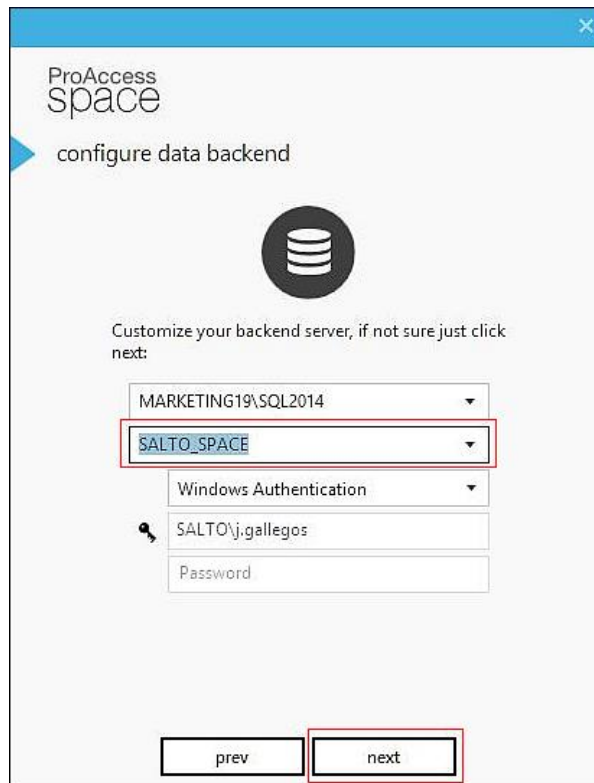 ProAccess
space
configure data backend
Customize your backend server, if not sure just click
next:
MARKETING19\SQL2014
SALTO_SPACE
Windows Authentication
SALTO\j.gallegos
Password
prev
next